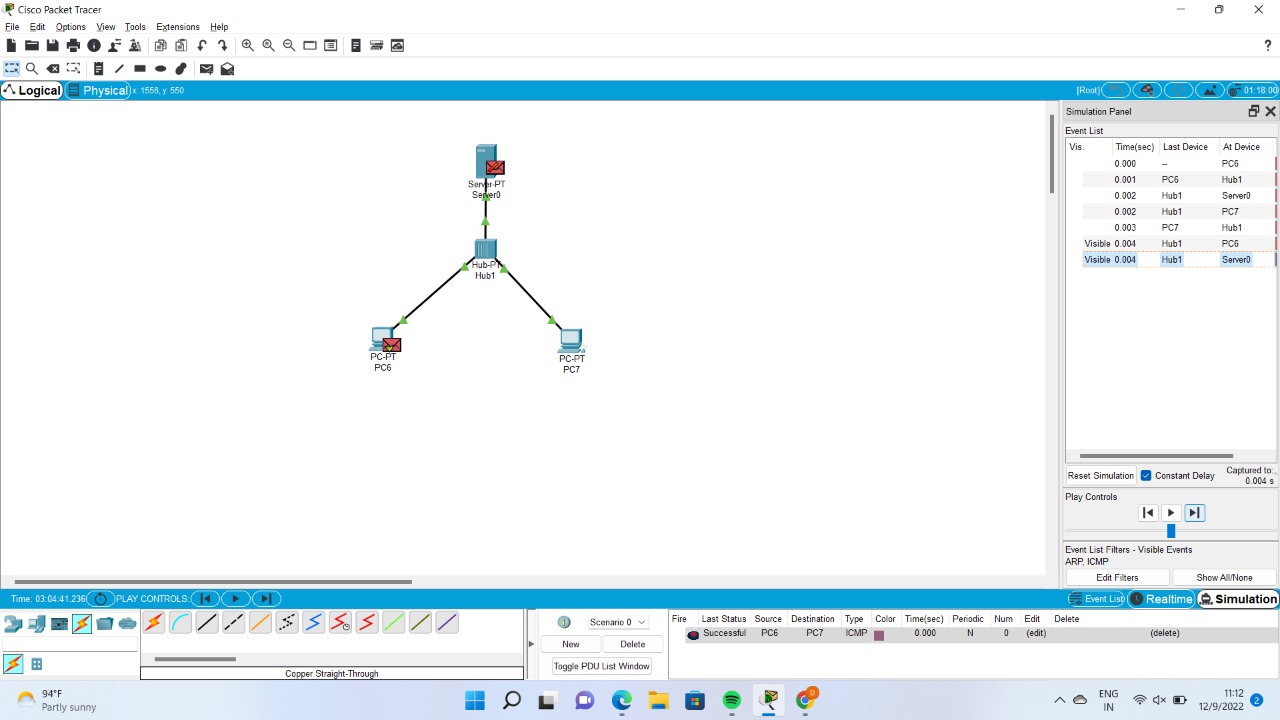 Cisco Packet Tracer
File Edit Options View Tools Extensions Help
?
Logical Physical x: 1556, y: 550 [Root] 01:18:00
Simulation Panel
Event List
Vis. Time(sec) Last Device At Device
0.000 -- PC6
0.001 PC6 Hub1
0.002 Hub1 Server0
0.002 Hub1 PC7
0.003 PC7 Hub1
Visible 0.004 Hub1 PC6
Visible 0.004 Hub1 Server0
Server-PT
Server0
Hub-PT
Hub1
PC-PT
PC6
PC-PT
PC7
Reset Simulation Constant Delay Captured to:
0.004 s
Play Controls
Event List Filters - Visible Events
ARP, ICMP
Edit Filters Show All/None
Time: 03:04:41.236 PLAY CONTROLS: Event List Realtime Simulation
Scenario 0
New Delete
Toggle PDU List Window
Fire Last Status Source Destination Type Color Time(sec) Periodic Num Edit Delete
Successful PC6 PC7 ICMP 0.000 N 0 (edit) (delete)
Copper Straight-Through
94°F
Partly sunny
D
ENG
IN
11:12
12/9/2022
2